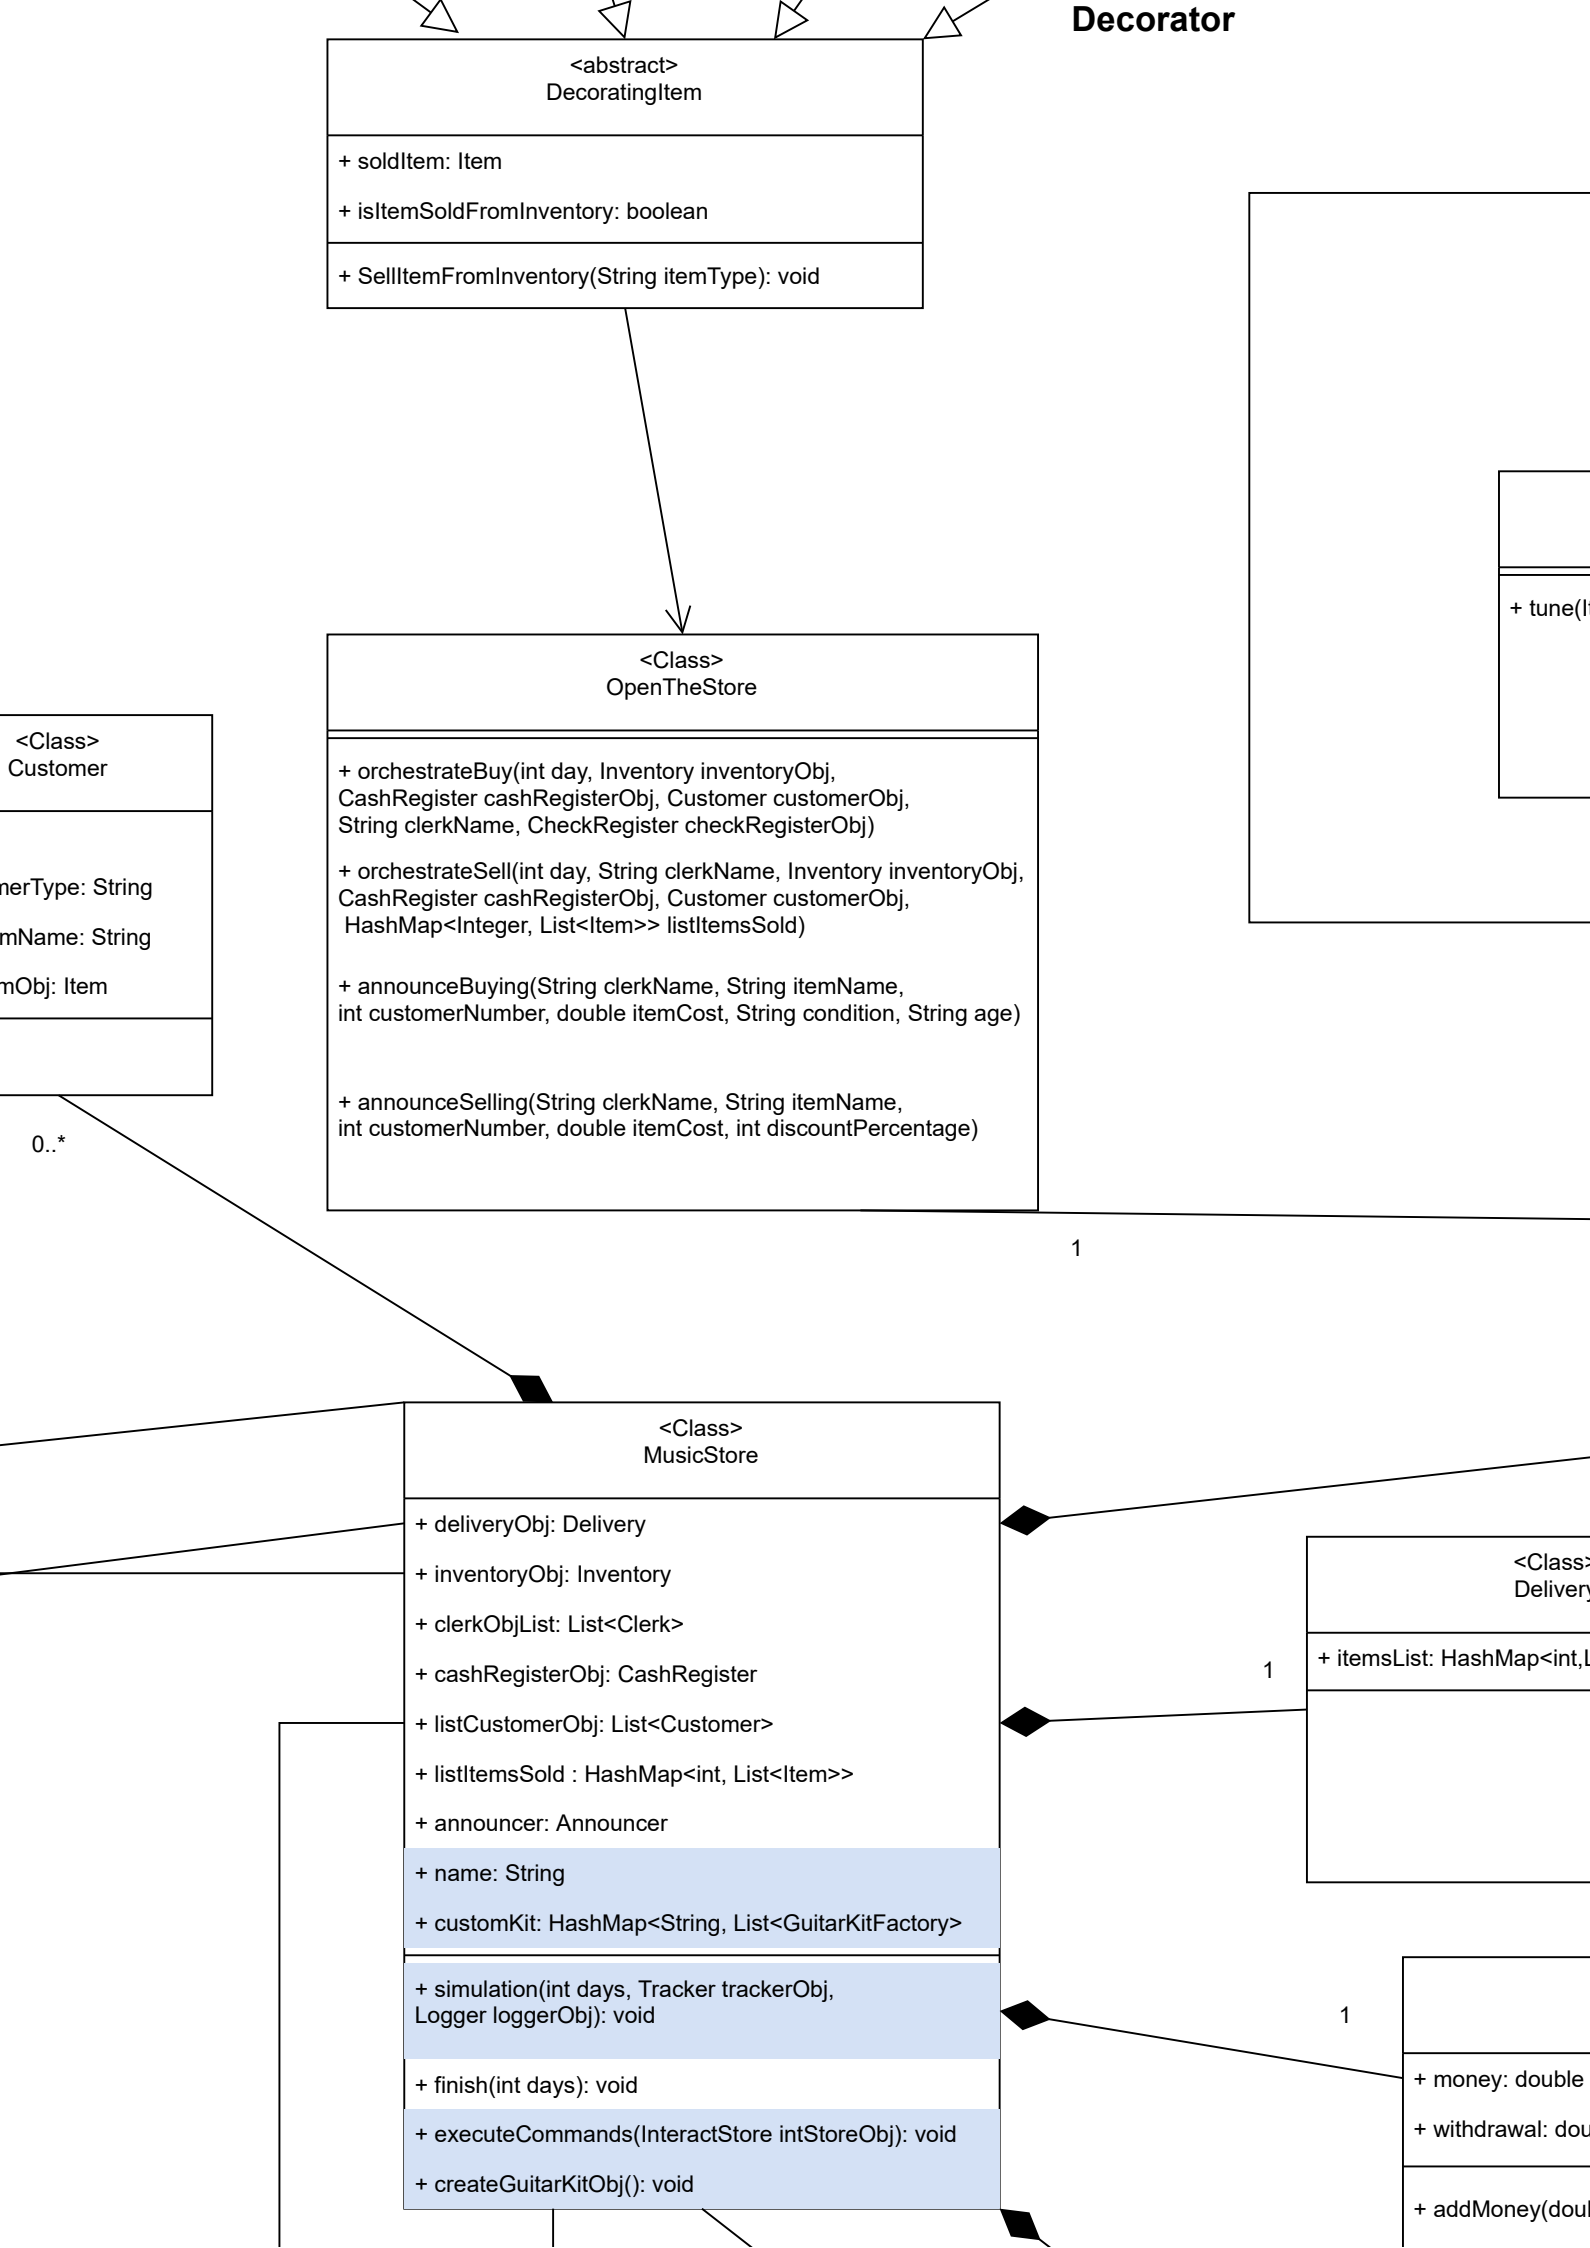 Decorator
<abstract>
DecoratingItem
+ soldItem: Item
+ isItemSoldFromInventory: boolean
+ SellItemFromInventory(String itemType): void
+ tune(It
<Class>
OpenTheStore
+ orchestrateBuy(int day, Inventory inventoryObj,
CashRegister cashRegisterObj, Customer customerObj,
String clerkName, CheckRegister checkRegisterObj)
+ orchestrateSell(int day, String clerkName, Inventory inventoryObj,
CashRegister cashRegisterObj, Customer customerObj,
HashMap<Integer, List<Item>> listItemsSold)
+ announceBuying(String clerkName, String itemName,
int customerNumber, double itemCost, String condition, String age)
+ announceSelling(String clerkName, String itemName,
int customerNumber, double itemCost, int discountPercentage)
<Class>
Customer
merType: String
mName: String
mObj: Item
0..*
1
<Class>
MusicStore
+ deliveryObj: Delivery
+ inventoryObj: Inventory
+ clerkObjList: List<Clerk>
+ cashRegisterObj: CashRegister
+ listCustomerObj: List<Customer>
+ listItemsSold : HashMap<int, List<Item>>
+ announcer: Announcer
+ name: String
+ customKit: HashMap<String, List<GuitarKitFactory>
+ simulation(int days, Tracker trackerObj,
Logger loggerObj): void
+ finish(int days): void
+ executeCommands(InteractStore intStoreObj): void
+ createGuitarKitObj(): void
<Class>
Delivery
+ itemsList: HashMap<int,L
1
1
+ money: double
+ withdrawal: dou
+ addMoney(doul